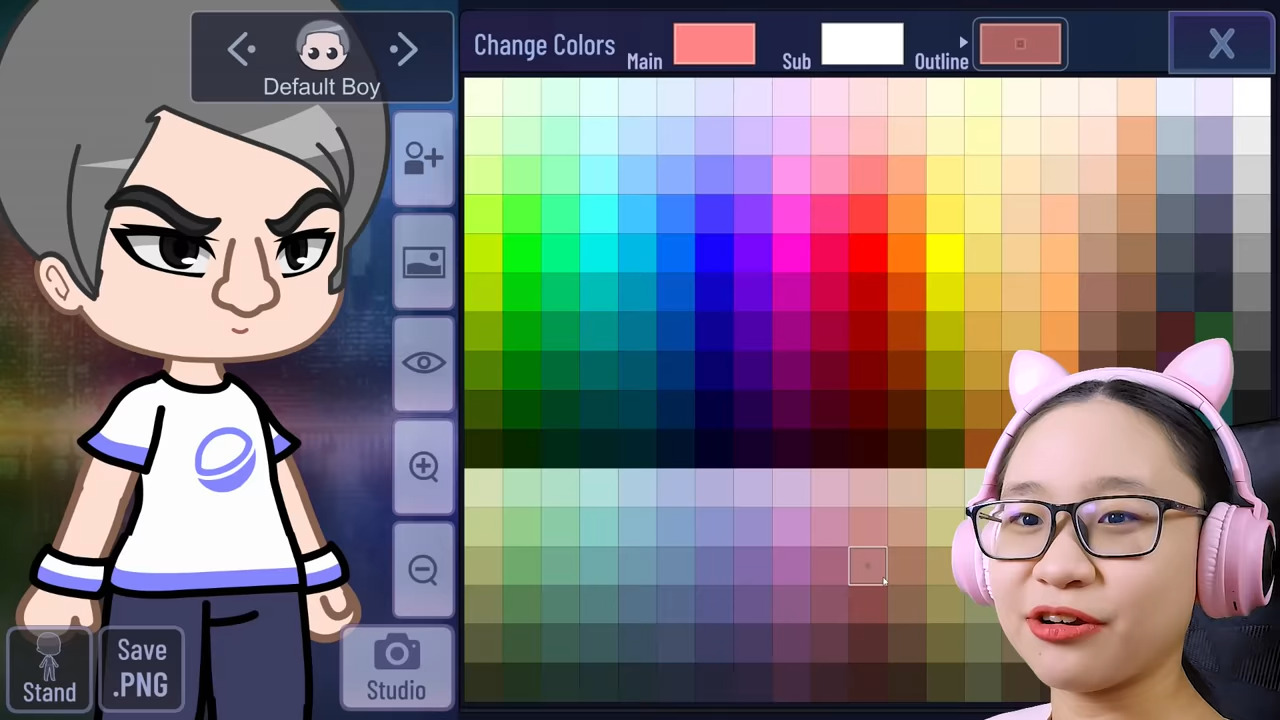 Default Boy
Change Colors
Main
Sub
Outline
X
Stand
Save
.PNG
Studio